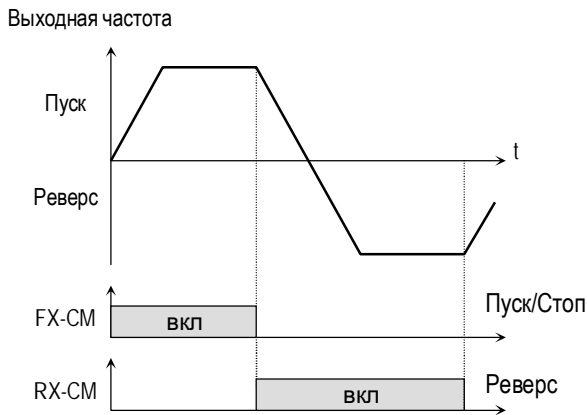 Выходная частота
Пуск
t
Реверс
Пуск/Стоп
FX-CM
вкл
Реверс
RX-CM
вкл